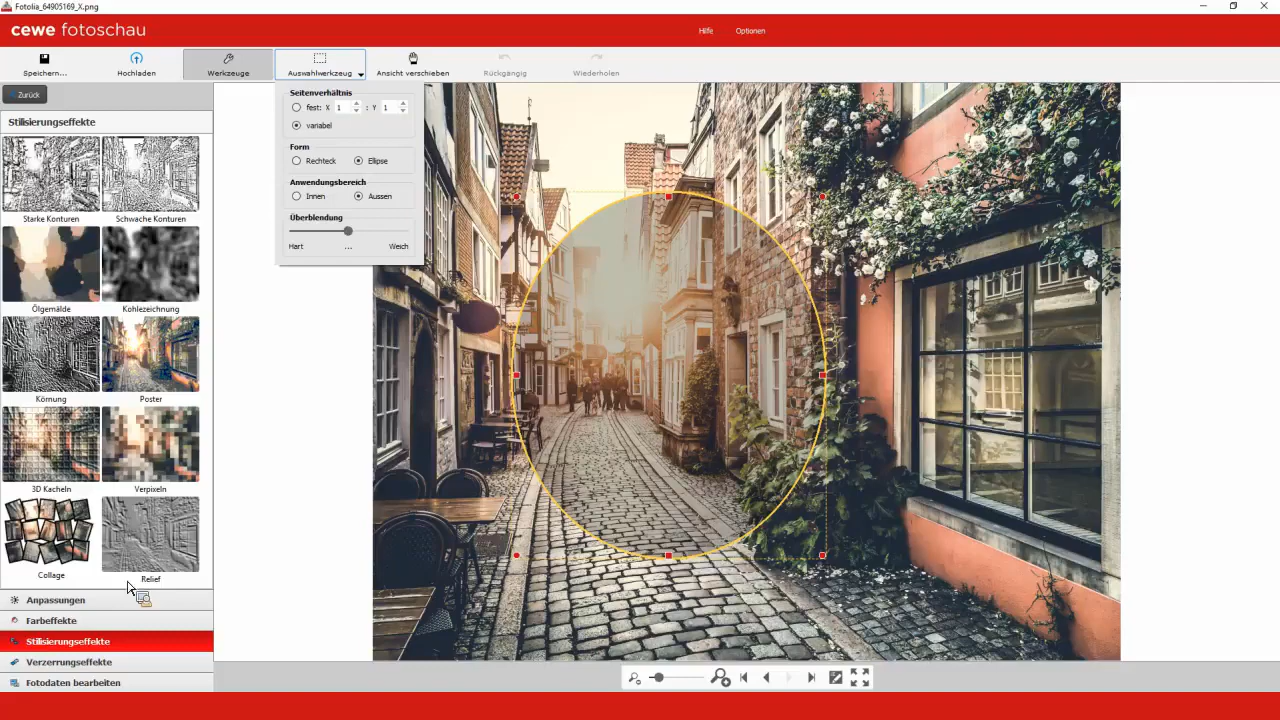 Fotolia_64905169_X.png
cewe fotoschau
Hilfe
Optionen
Speichern...
Hochladen
Werkzeuge
Auswahlwerkzeug
Ansicht verschieben
Rückgängig
Wiederholen
Zurück
Stilisierungseffekte
Starke Konturen
Schwache Konturen
Ölgemälde
Kohlezeichnung
Körnung
Poster
3D Kacheln
Verpixeln
Collage
Relief
Anpassungen
Farbeffekte
Stilisierungseffekte
Verzerrungseffekte
Fotodaten bearbeiten
Seitenverhältnis
fest: X 1 : Y 1
variabel
Form
Rechteck Ellipse
Anwendungsbereich
Innen Aussen
Überblendung
Hart ... Weich